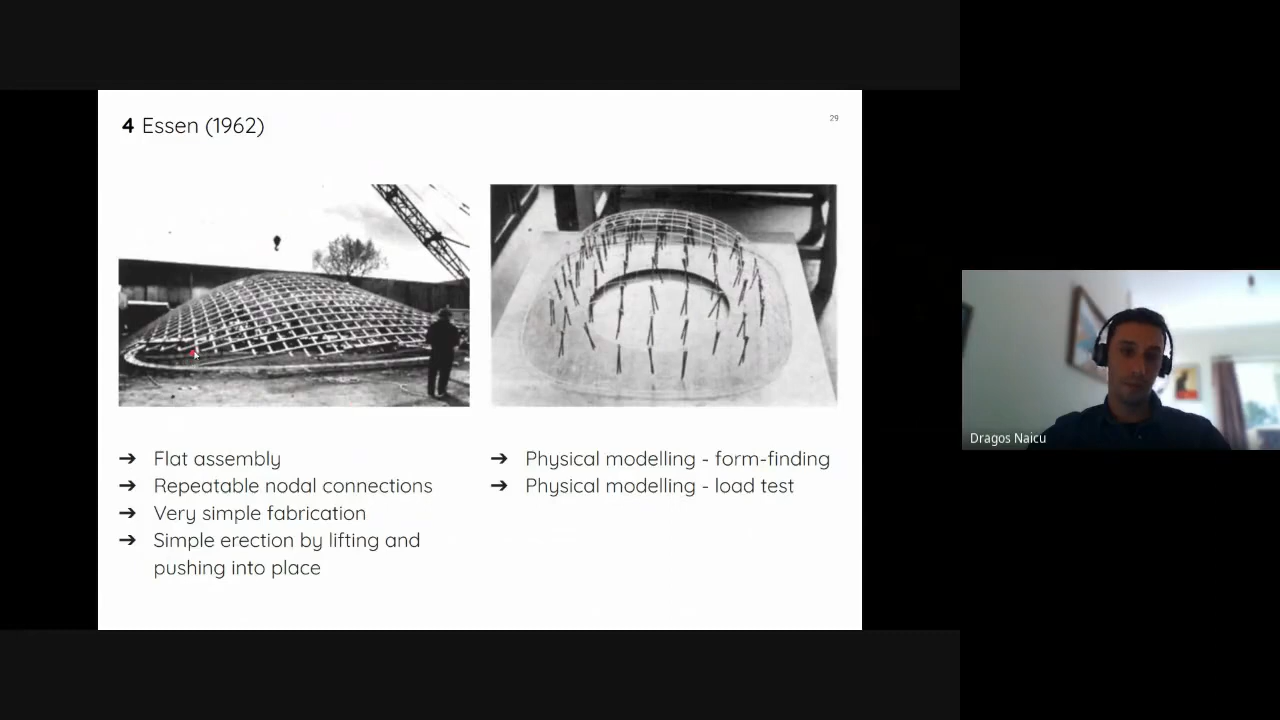 4 Essen (1962)
29
➔ Flat assembly
➔ Repeatable nodal connections
➔ Very simple fabrication
➔ Simple erection by lifting and
pushing into place
➔ Physical modelling - form-finding
➔ Physical modelling - load test
Dragos Naicu